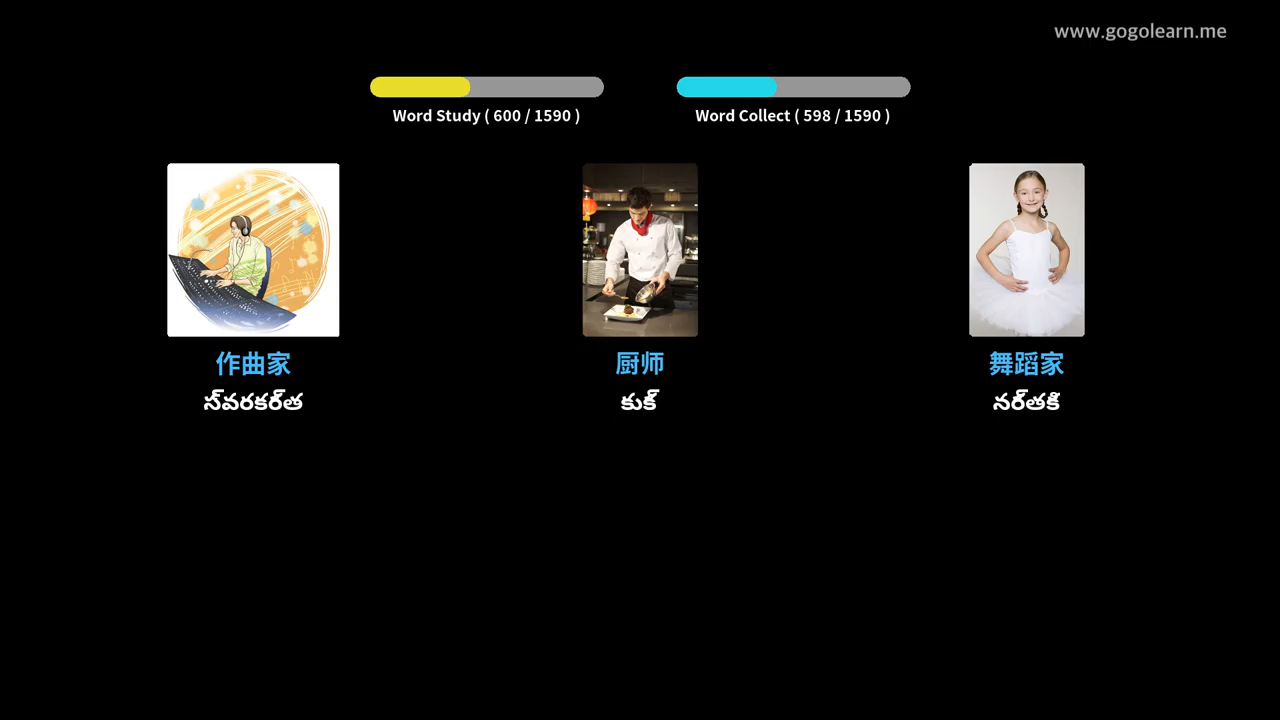 www.gogolearn.me
Word Study ( 600 / 1590 )
Word Collect ( 598 / 1590 )
作曲家
厨师
舞蹈家
స్‌వరకర్‌త
కుక్
నర్‌తకి